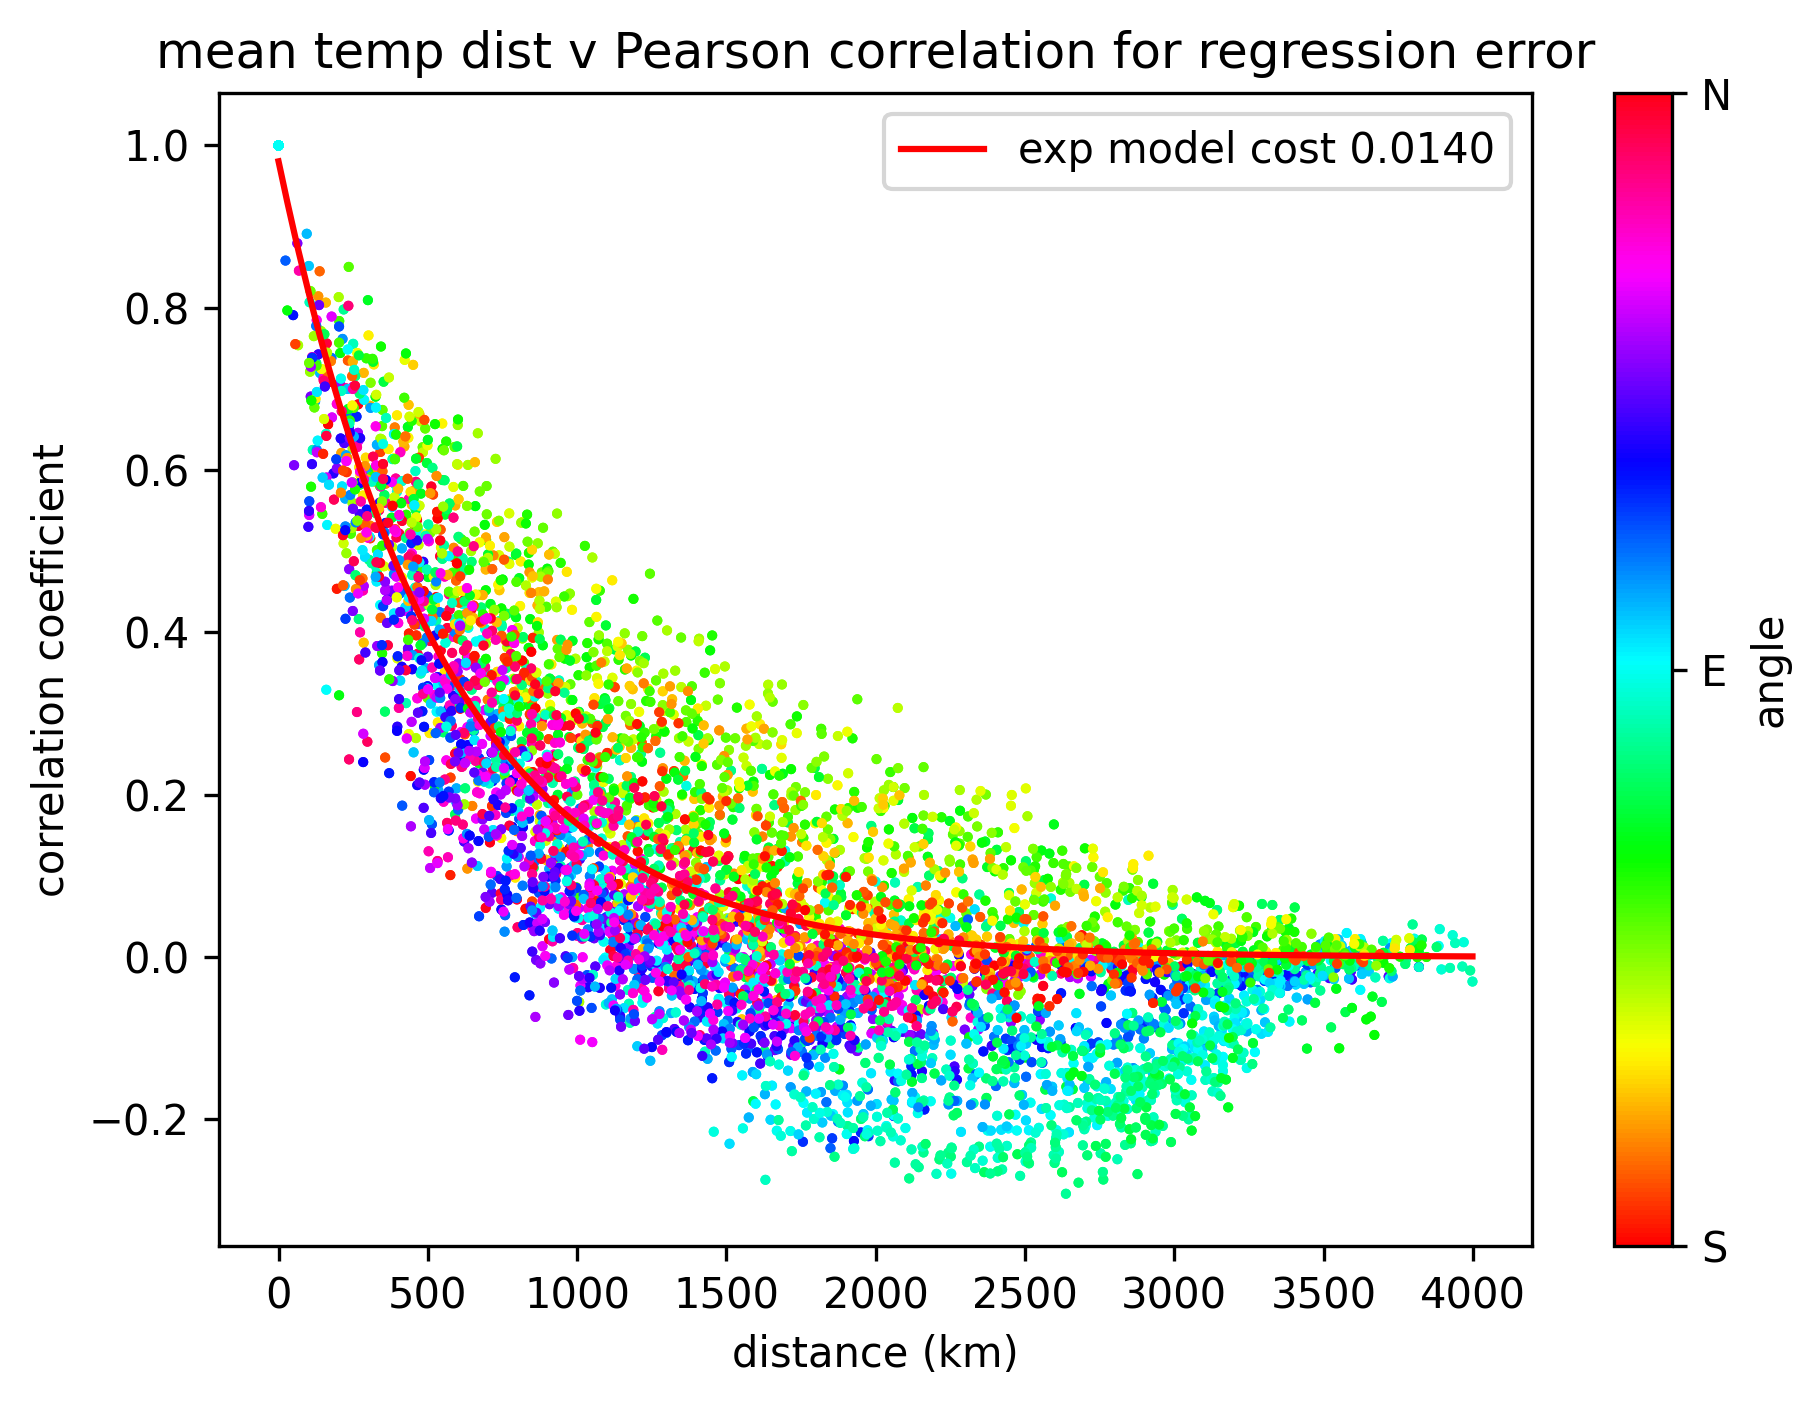 mean temp dist v Pearson correlation for regression error
exp model cost 0.0140
1.0
0.8
0.6
0.4
0.2
0.0
−0.2
correlation coefficient
0 500 1000 1500 2000 2500 3000 3500 4000
distance (km)
N
E
S
angle